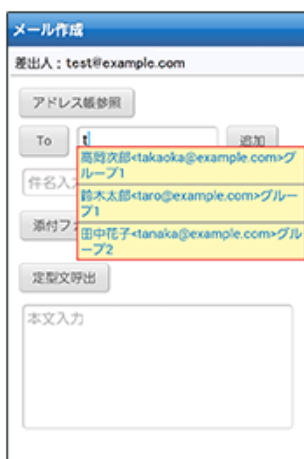 メール作成
差出人：test@example.com
アドレス帳参照
To
t
追加
高岡次郎<takaoka@example.com>グ
ループ1
件名入
鈴木太郎<taro@example.com>グルー
プ1
添付フ
田中花子<tanaka@example.com>グル
ープ2
定型文呼出
本文入力